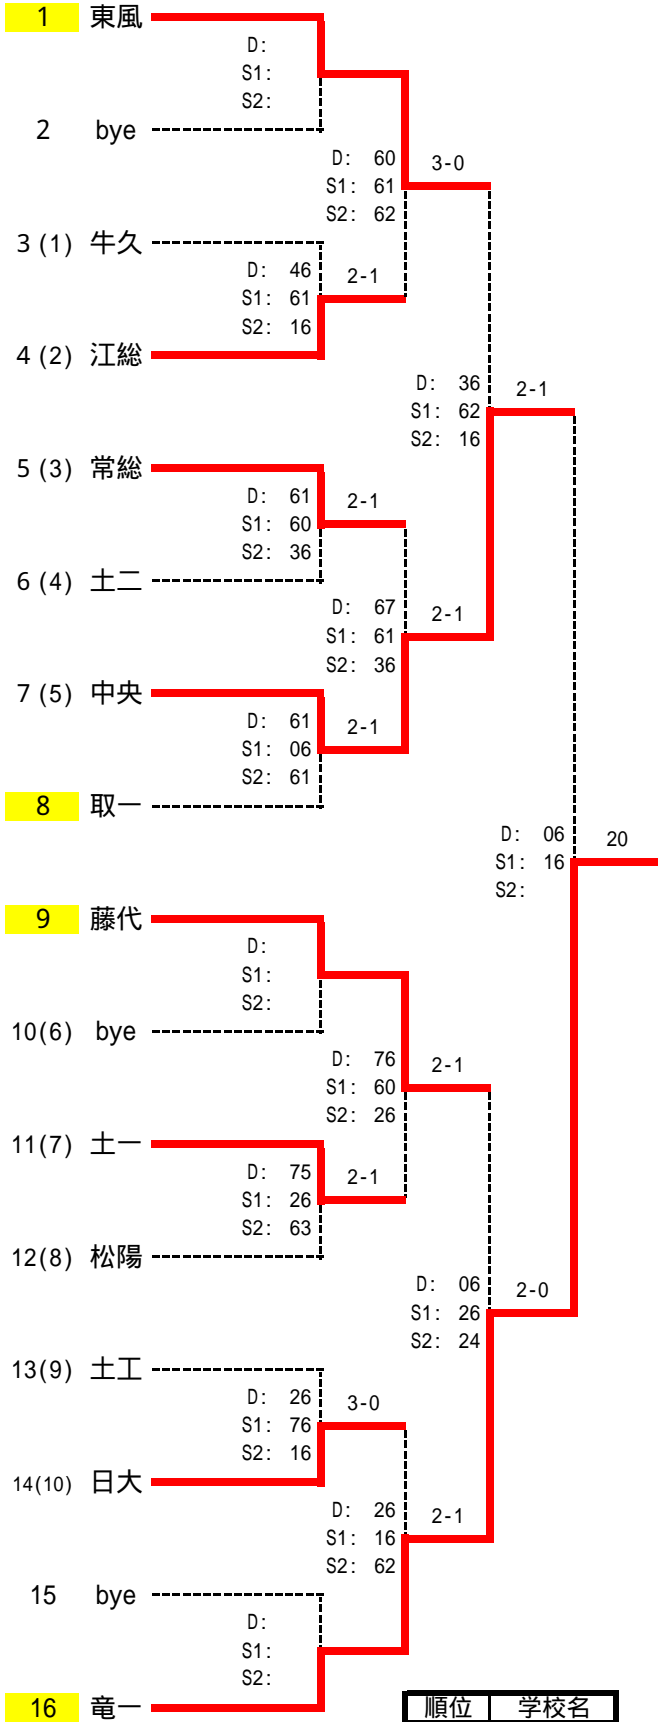 1 東風
D:
S1:
S2:
2 bye
D: 60 3-0
S1: 61
S2: 62
3 (1) 牛久
D: 46 2-1
S1: 61
S2: 16
4 (2) 江総
D: 36 2-1
S1: 62
S2: 16
5 (3) 常総
D: 61 2-1
S1: 60
S2: 36
6 (4) 土二
D: 67 2-1
S1: 61
S2: 36
7 (5) 中央
D: 61 2-1
S1: 06
S2: 61
8 取一
D: 06 20
S1: 16
S2:
9 藤代
D:
S1:
S2:
10(6) bye
D: 76 2-1
S1: 60
S2: 26
11(7) 土一
D: 75 2-1
S1: 26
S2: 63
12(8) 松陽
D: 06 2-0
S1: 26
S2: 24
13(9) 土工
D: 26 3-0
S1: 76
S2: 16
14(10) 日大
D: 26 2-1
S1: 16
S2: 62
15 bye
D:
S1:
S2:
16 竜一
順位 学校名